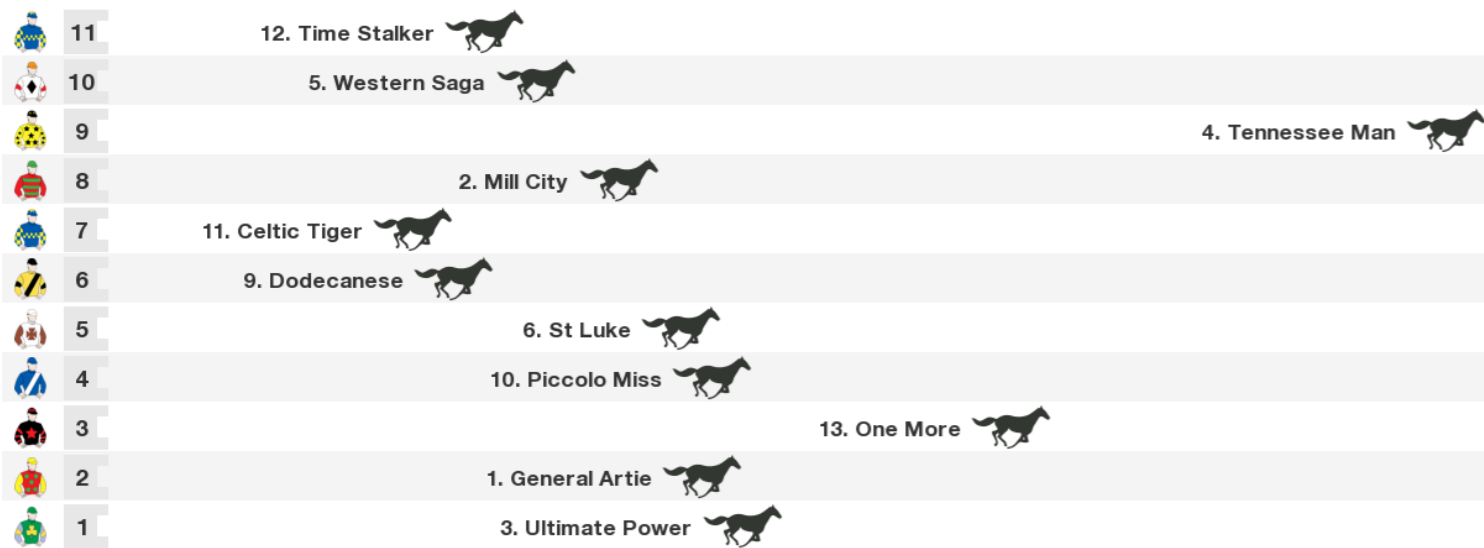 11 12. Time Stalker
10 5. Western Saga
9 4. Tennessee Man
8 2. Mill City
7 11. Celtic Tiger
6 9. Dodecanese
5 6. St Luke
4 10. Piccolo Miss
3 13. One More
2 1. General Artie
1 3. Ultimate Power